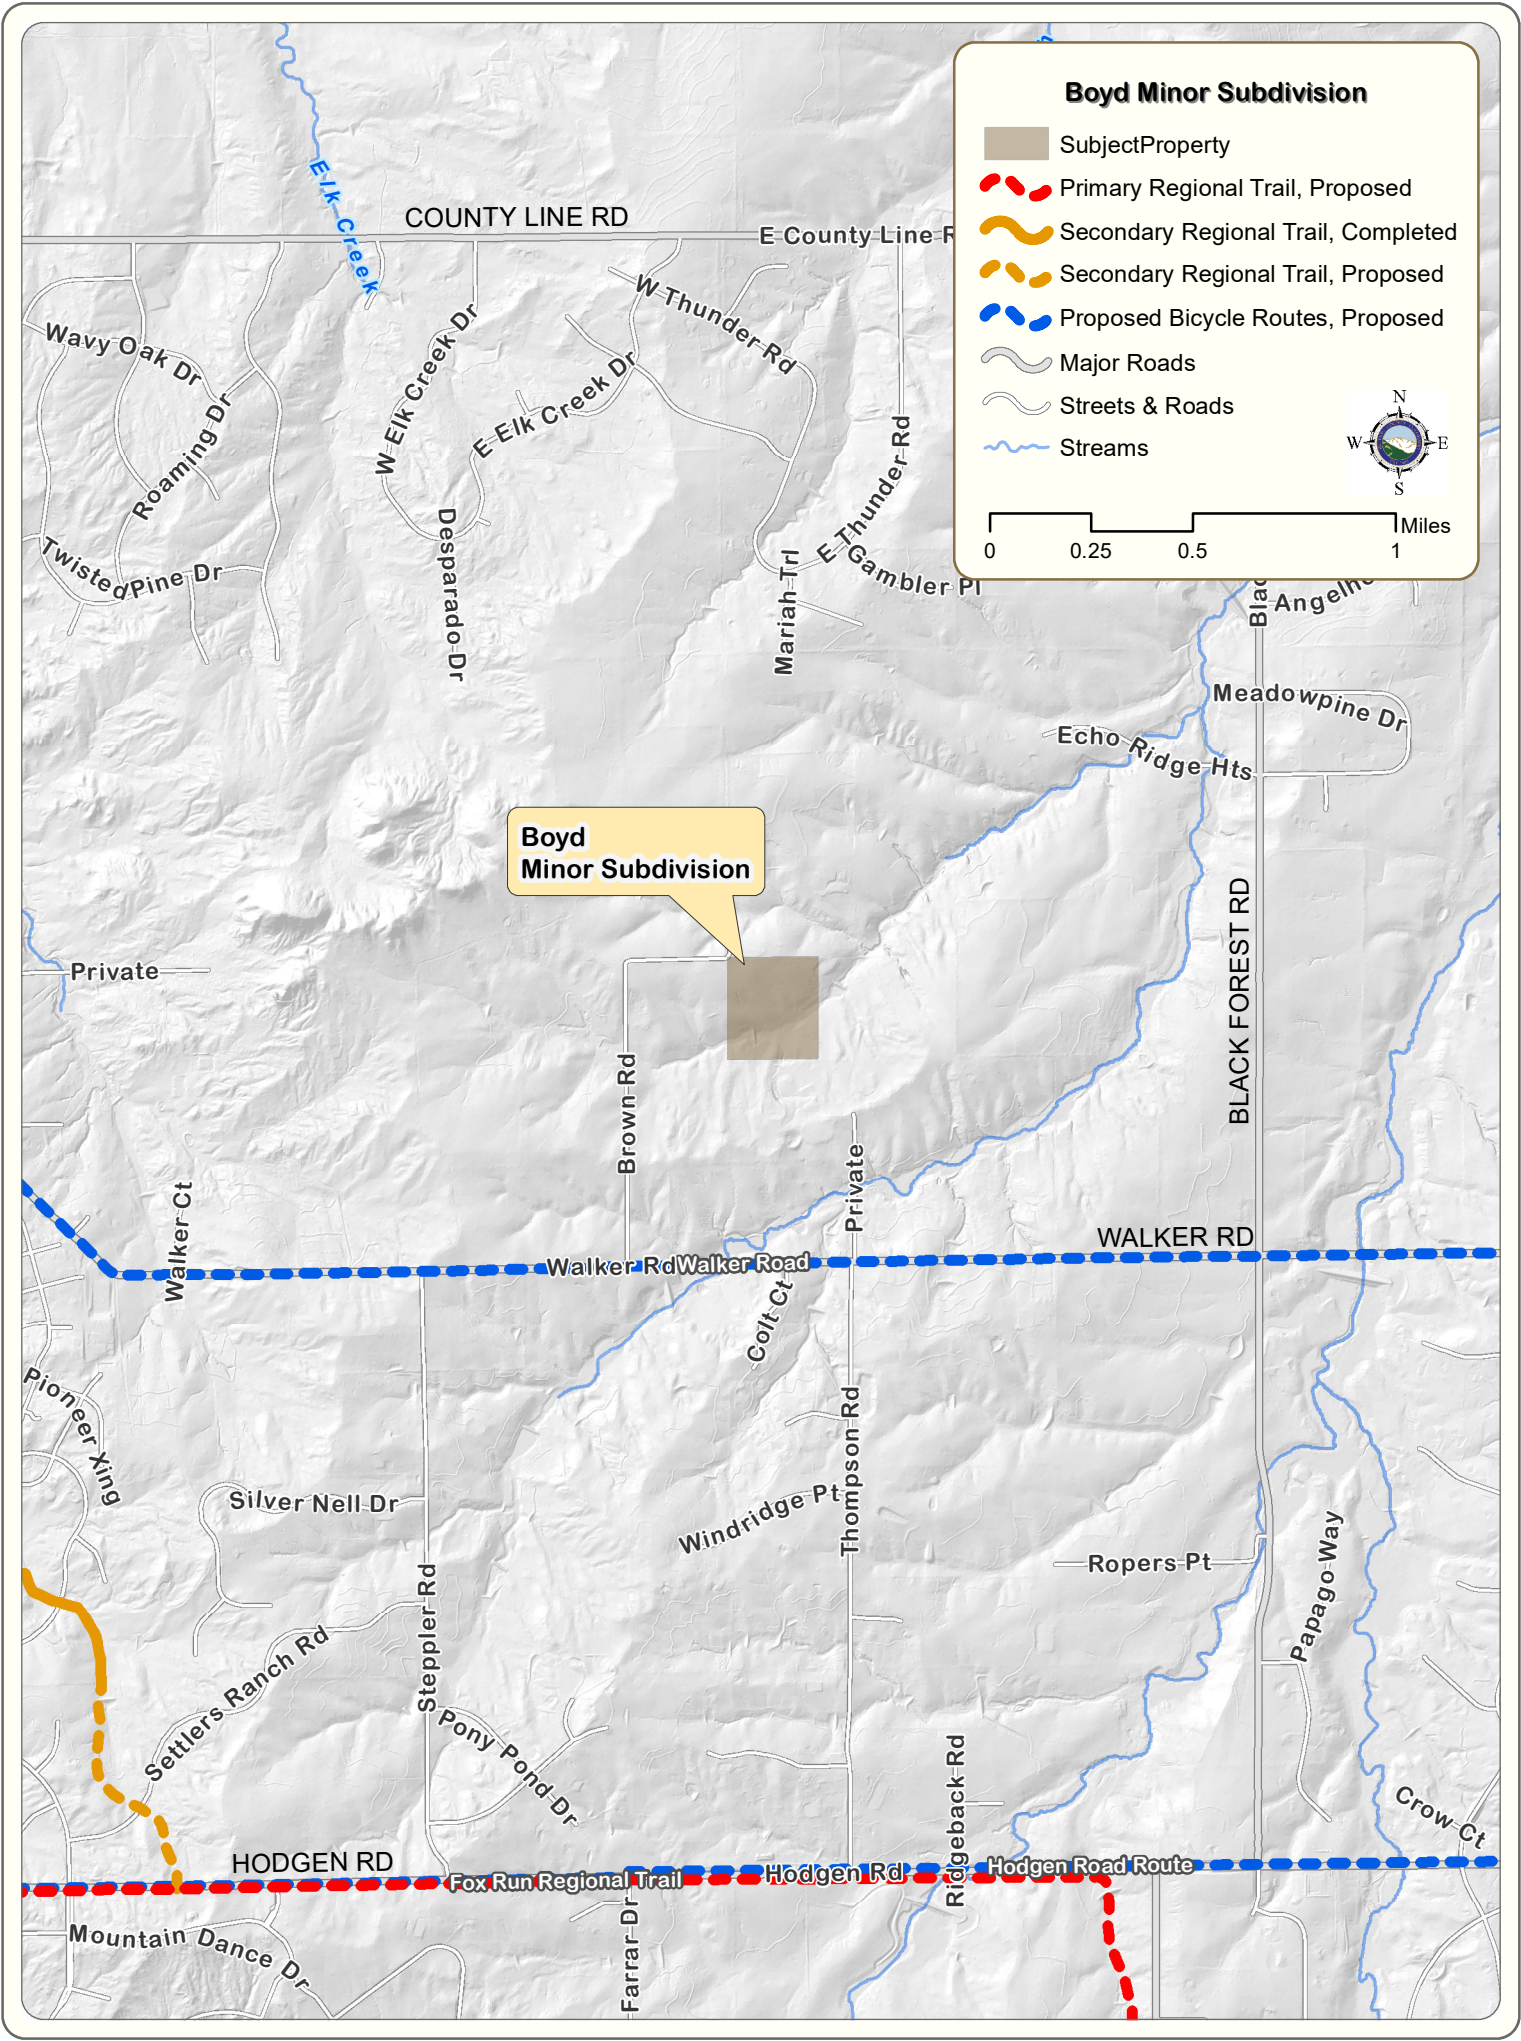 Boyd Minor Subdivision
SubjectProperty
Primary Regional Trail, Proposed
Secondary Regional Trail, Completed
Secondary Regional Trail, Proposed
Proposed Bicycle Routes, Proposed
Major Roads
Streets & Roads
Streams
N
W
E
S
0
0.25
0.5
1
Miles
Elk Creek
COUNTY LINE RD
E County Line R
W Thunder Rd
Wavy Oak Dr
W Elk Creek Dr
E Elk Creek Dr
Roaming Dr
E Thunder Rd
Desparado Dr
Twisted Pine Dr
Gambler Pl
Mariah Trl
Blac
Angelho
Meadowpine Dr
Echo Ridge Hts
Boyd
Minor Subdivision
BLACK FOREST RD
Private
Brown Rd
Private
Walker Ct
WALKER RD
Walker Rd
Walker Road
Colt Ct
Pioneer Xing
Thompson Rd
Silver Nell Dr
Windridge Pt
Ropers Pt
Papago Way
Steppler Rd
Settlers Ranch Rd
Pony Pond Dr
Ridgeback Rd
Crow Ct
HODGEN RD
Fox Run Regional Trail
Hodgen Rd
Hodgen Road Route
Mountain Dance Dr
Farrar Dr